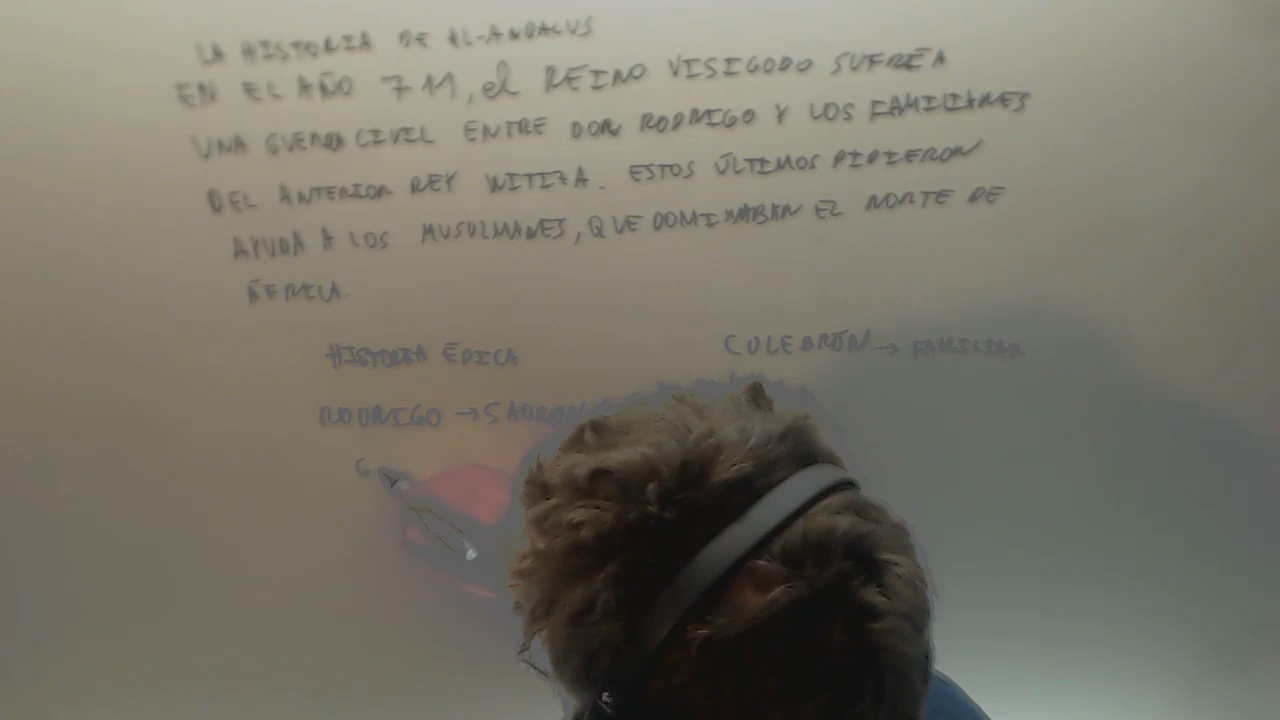 LA HISTORIA DE AL-ANDALUS
EN EL AÑO 711, el REINO VISIGODO SUFRÍA
UNA GUERRA CIVIL ENTRE DON RODRIGO Y LOS FAMILIARES
DEL ANTERIOR REY WITIZA. ESTOS ÚLTIMOS PIDIERON
AYUDA A LOS MUSULMANES, QUE DOMINABAN EL NORTE DE
ÁFRICA.
HISTORIA ÉPICA
CULEBRÓN → FAMILIAR
RODRIGO → SAURON
G